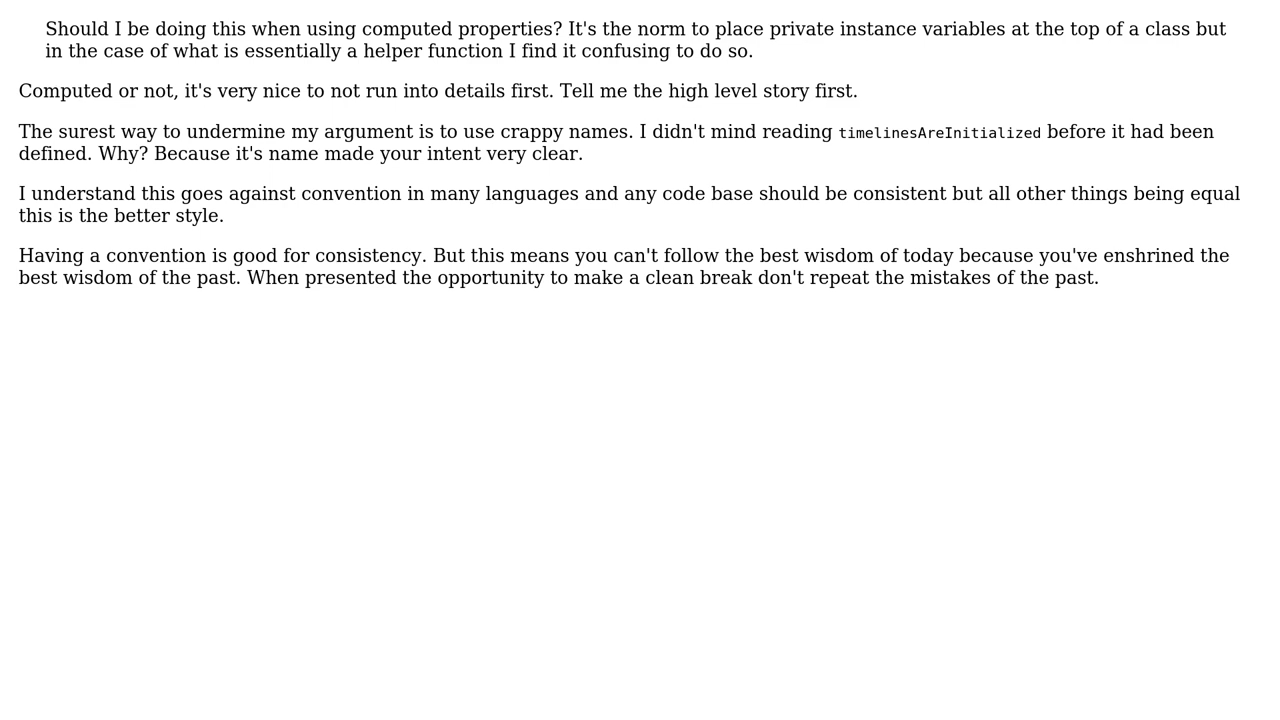 Should I be doing this when using computed properties? It's the norm to place private instance variables at the top of a class but
in the case of what is essentially a helper function I find it confusing to do so.
Computed or not, it's very nice to not run into details first. Tell me the high level story first.
The surest way to undermine my argument is to use crappy names. I didn't mind reading timelinesAreInitialized before it had been
defined. Why? Because it's name made your intent very clear.
I understand this goes against convention in many languages and any code base should be consistent but all other things being equal
this is the better style.
Having a convention is good for consistency. But this means you can't follow the best wisdom of today because you've enshrined the
best wisdom of the past. When presented the opportunity to make a clean break don't repeat the mistakes of the past.